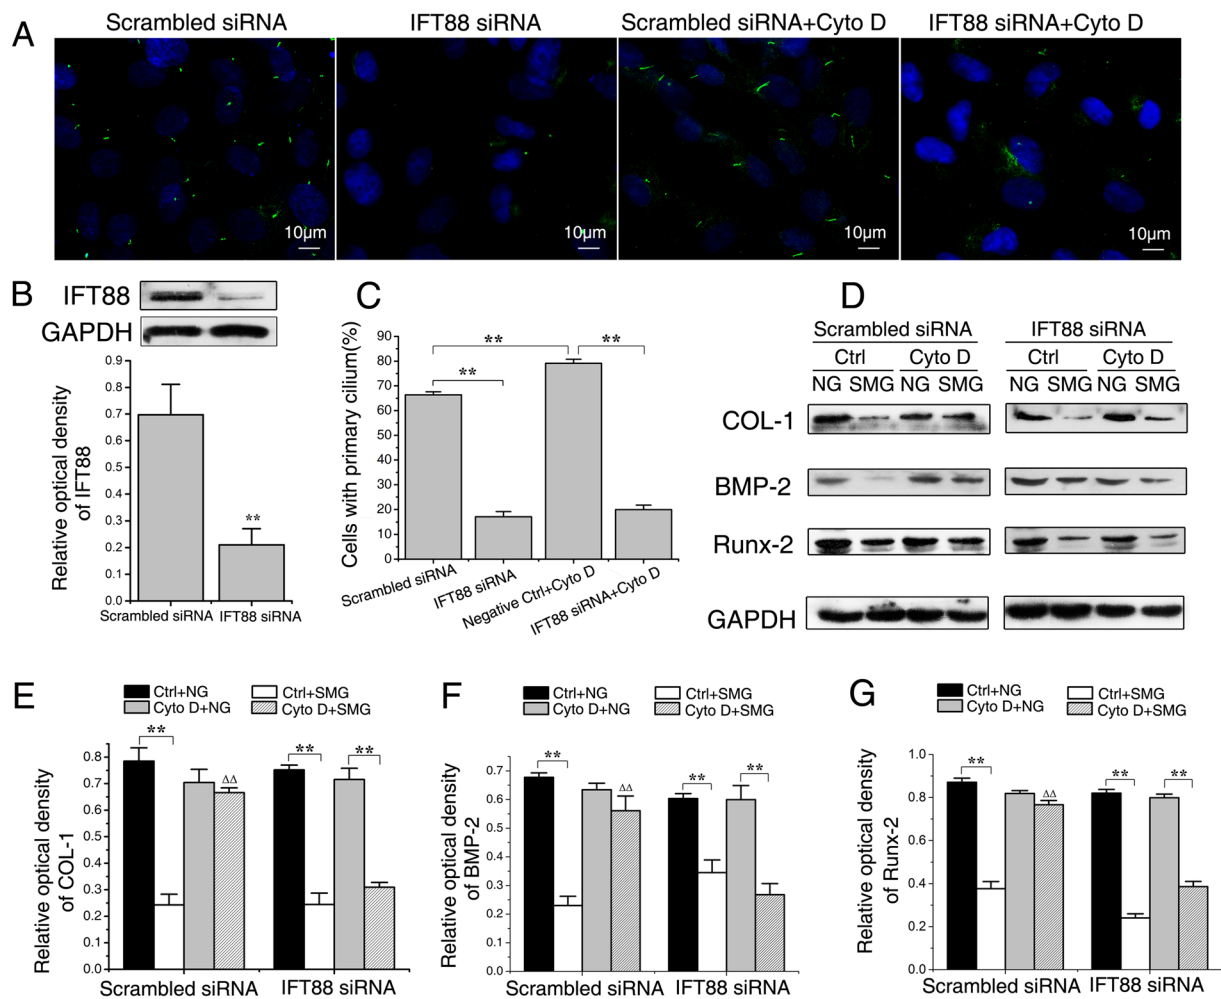 A
Scrambled siRNA
IFT88 siRNA
Scrambled siRNA+Cyto D
IFT88 siRNA+Cyto D
10μm
10μm
10μm
10μm
B
IFT88
GAPDH
Relative optical density
of IFT88
0.9
0.8
0.7
0.6
0.5
0.4
0.3
0.2
0.1
0.0
**
Scrambled siRNA
IFT88 siRNA
C
Cells with primary cilium(%)
90
80
70
60
50
40
30
20
10
0
**
**
**
Scrambled siRNA
IFT88 siRNA
Negative Ctrl+Cyto D
IFT88 siRNA+Cyto D
D
Scrambled siRNA
IFT88 siRNA
Ctrl
Cyto D
Ctrl
Cyto D
NG SMG NG SMG
NG SMG NG SMG
COL-1
BMP-2
Runx-2
GAPDH
E
Ctrl+NG
Ctrl+SMG
Cyto D+NG
Cyto D+SMG
Relative optical density
of COL-1
0.8
0.7
0.6
0.5
0.4
0.3
0.2
0.1
0.0
**
ΔΔ
**
**
Scrambled siRNA
IFT88 siRNA
F
Ctrl+NG
Ctrl+SMG
Cyto D+NG
Cyto D+SMG
Relative optical density
of BMP-2
0.7
0.6
0.5
0.4
0.3
0.2
0.1
0.0
**
ΔΔ
**
**
Scrambled siRNA
IFT88 siRNA
G
Ctrl+NG
Ctrl+SMG
Cyto D+NG
Cyto D+SMG
Relative optical density
of Runx-2
1.0
0.8
0.6
0.4
0.2
0.0
**
ΔΔ
**
**
Scrambled siRNA
IFT88 siRNA